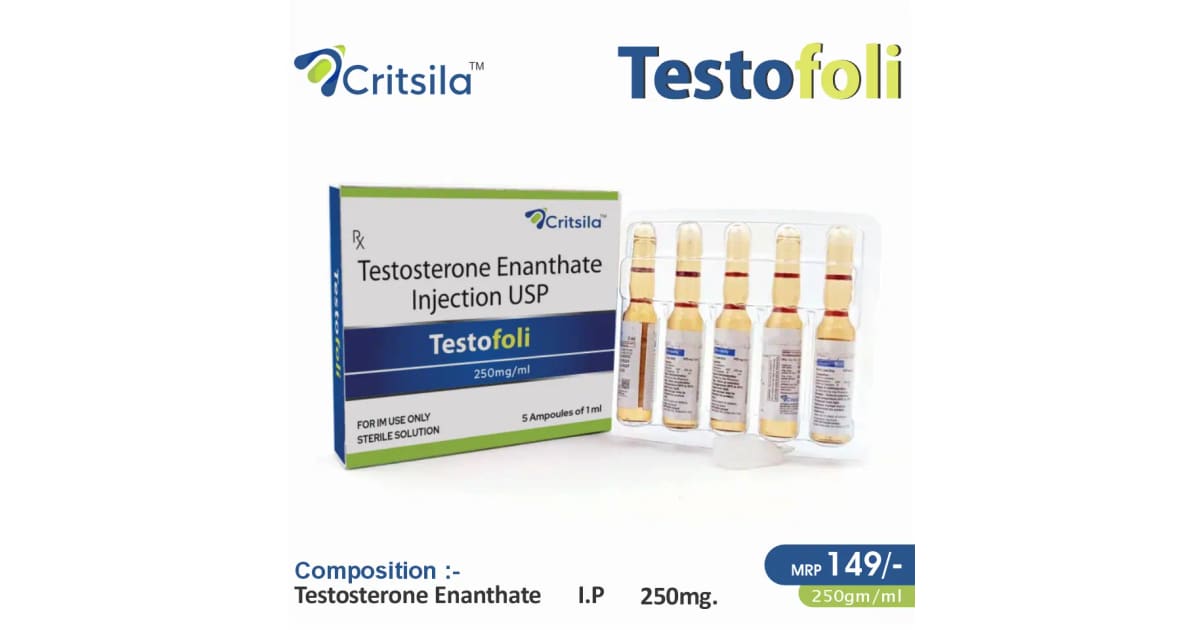 Critsila™
Testofoli
Critsila™
Rx
Testosterone Enanthate
Injection USP
Testofoli
250mg/ml
FOR IM USE ONLY
STERILE SOLUTION
5 Ampoules of 1 ml
Testofoli
Composition :-
Testosterone Enanthate I.P 250mg.
MRP 149/-
250gm/ml